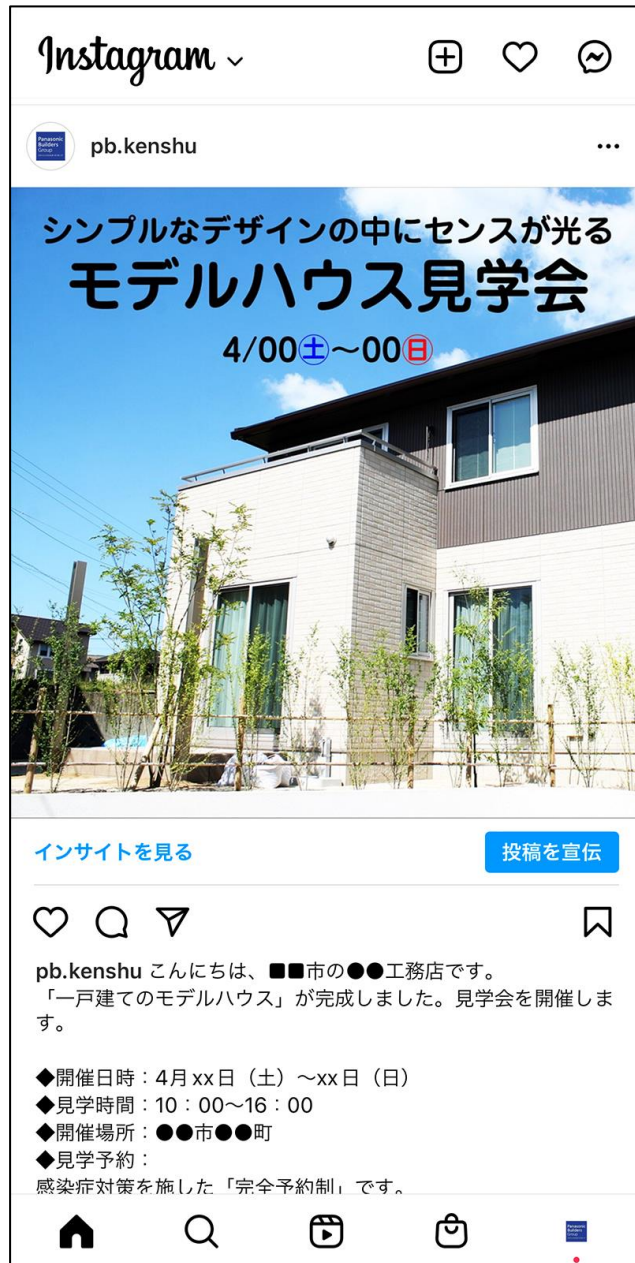 Instagram
Panasonic
Builders
Group
pb.kenshu
シンプルなデザインの中にセンスが光る
モデルハウス見学会
4/00㊏〜00㊐
インサイトを見る
投稿を宣伝
pb.kenshu こんにちは、■■市の●●工務店です。
「一戸建てのモデルハウス」が完成しました。見学会を開催しま
す。
◆開催日時：4月xx日（土）〜xx日（日）
◆見学時間：10：00〜16：00
◆開催場所：●●市●●町
◆見学予約：
感染症対策を施した「完全予約制」です。
Panasonic
Builders
Group